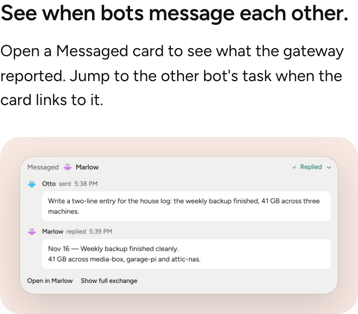 See when bots message each other.
Open a Messaged card to see what the gateway
reported. Jump to the other bot's task when the
card links to it.
Messaged Marlow ✓ Replied
Otto sent 5:38 PM
Write a two-line entry for the house log: the weekly backup finished, 41 GB across three
machines.
Marlow replied 5:39 PM
Nov 16 — Weekly backup finished cleanly.
41 GB across media-box, garage-pi and attic-nas.
Open in Marlow Show full exchange